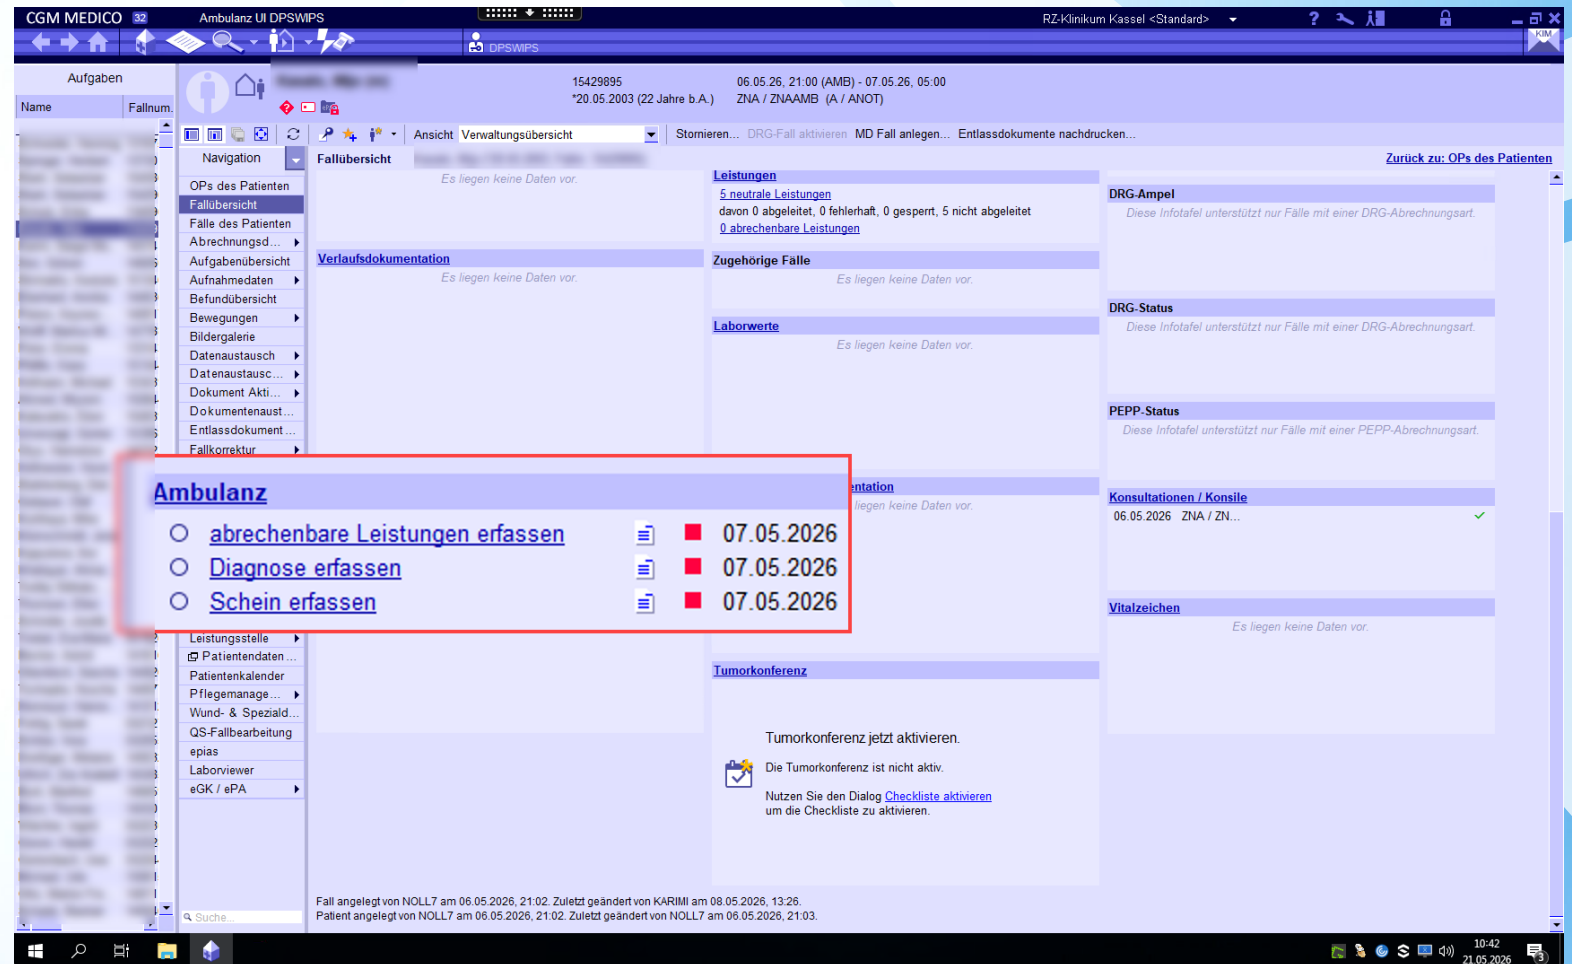 CGM MEDICO 32 Ambulanz UI DPSWIPS RZ-Klinikum Kassel <Standard> ?
DPSWIPS KIM
Aufgaben
Name Fallnum.
15429895 06.05.26, 21:00 (AMB) - 07.05.26, 05:00
*20.05.2003 (22 Jahre b.A.) ZNA / ZNAAMB (A / ANOT)
Ansicht Verwaltungsübersicht Stornieren... DRG-Fall aktivieren MD Fall anlegen... Entlassdokumente nachdrucken...
Navigation
Fallübersicht Zurück zu: OPs des Patienten
OPs des Patienten
Fallübersicht
Fälle des Patienten
Abrechnungsd...
Aufgabenübersicht
Aufnahmedaten
Befundübersicht
Bewegungen
Bildergalerie
Datenaustausch
Datenaustausc...
Dokument Akti...
Dokumentenaust...
Entlassdokument...
Fallkorrektur
Leistungsstelle
Patientendaten...
Patientenkalender
Pflegemanage...
Wund- & Speziald...
QS-Fallbearbeitung
epias
Laborviewer
eGK / ePA
Suche...
Es liegen keine Daten vor.
Verlaufsdokumentation
Es liegen keine Daten vor.
Ambulanz
abrechenbare Leistungen erfassen 07.05.2026
Diagnose erfassen 07.05.2026
Schein erfassen 07.05.2026
Leistungen
5 neutrale Leistungen
davon 0 abgeleitet, 0 fehlerhaft, 0 gesperrt, 5 nicht abgeleitet
0 abrechenbare Leistungen
Zugehörige Fälle
Es liegen keine Daten vor.
Laborwerte
Es liegen keine Daten vor.
entation
liegen keine Daten vor.
Tumorkonferenz
Tumorkonferenz jetzt aktivieren.
Die Tumorkonferenz ist nicht aktiv.
Nutzen Sie den Dialog Checkliste aktivieren
um die Checkliste zu aktivieren.
DRG-Ampel
Diese Infotafel unterstützt nur Fälle mit einer DRG-Abrechnungsart.
DRG-Status
Diese Infotafel unterstützt nur Fälle mit einer DRG-Abrechnungsart.
PEPP-Status
Diese Infotafel unterstützt nur Fälle mit einer PEPP-Abrechnungsart.
Konsultationen / Konsile
06.05.2026 ZNA / ZN...
Vitalzeichen
Es liegen keine Daten vor.
Fall angelegt von NOLL7 am 06.05.2026, 21:02. Zuletzt geändert von KARIMI am 08.05.2026, 13:26.
Patient angelegt von NOLL7 am 06.05.2026, 21:02. Zuletzt geändert von NOLL7 am 06.05.2026, 21:03.
10:42
21.05.2026
3